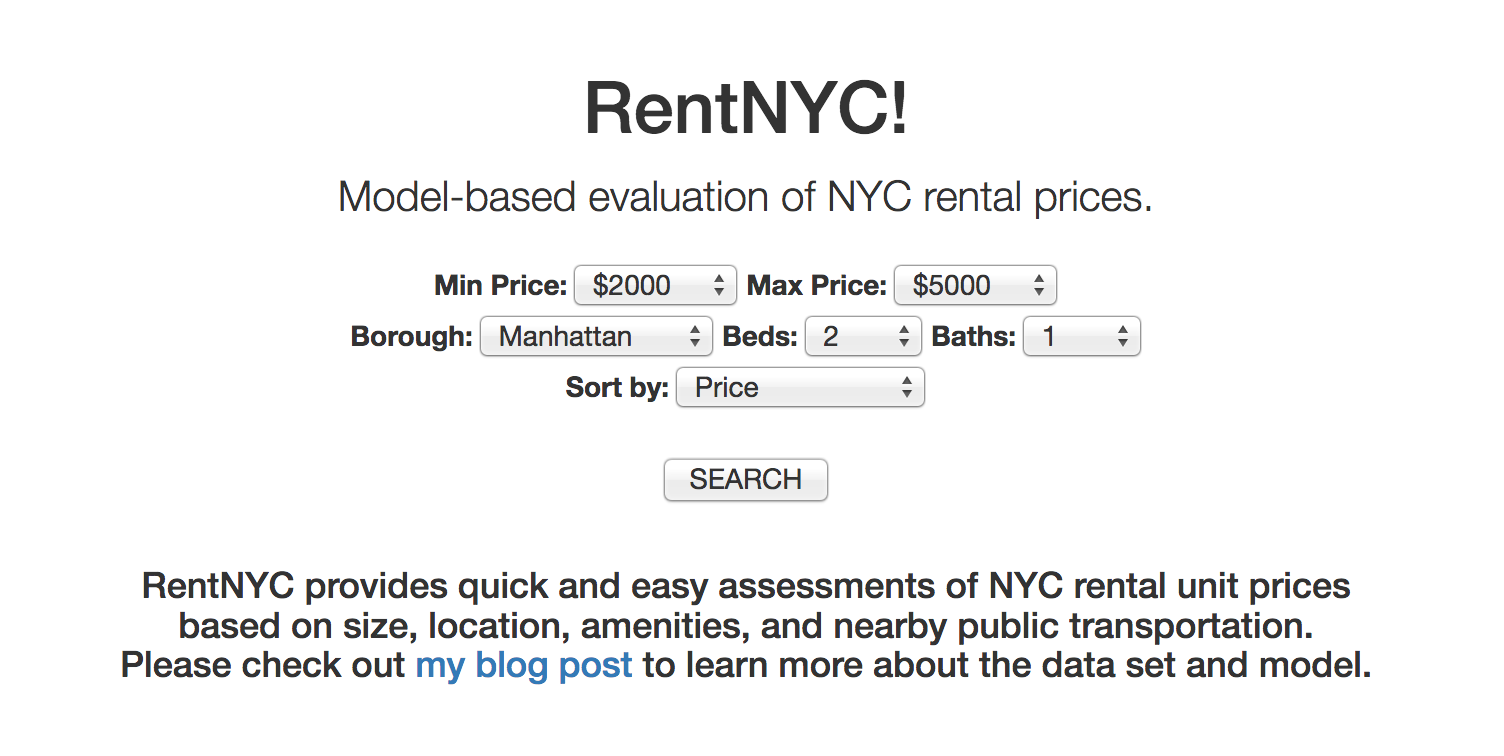 RentNYC!
Model-based evaluation of NYC rental prices.
Min Price: $2000 Max Price: $5000
Borough: Manhattan Beds: 2 Baths: 1
Sort by: Price
SEARCH
RentNYC provides quick and easy assessments of NYC rental unit prices
based on size, location, amenities, and nearby public transportation.
Please check out my blog post to learn more about the data set and model.